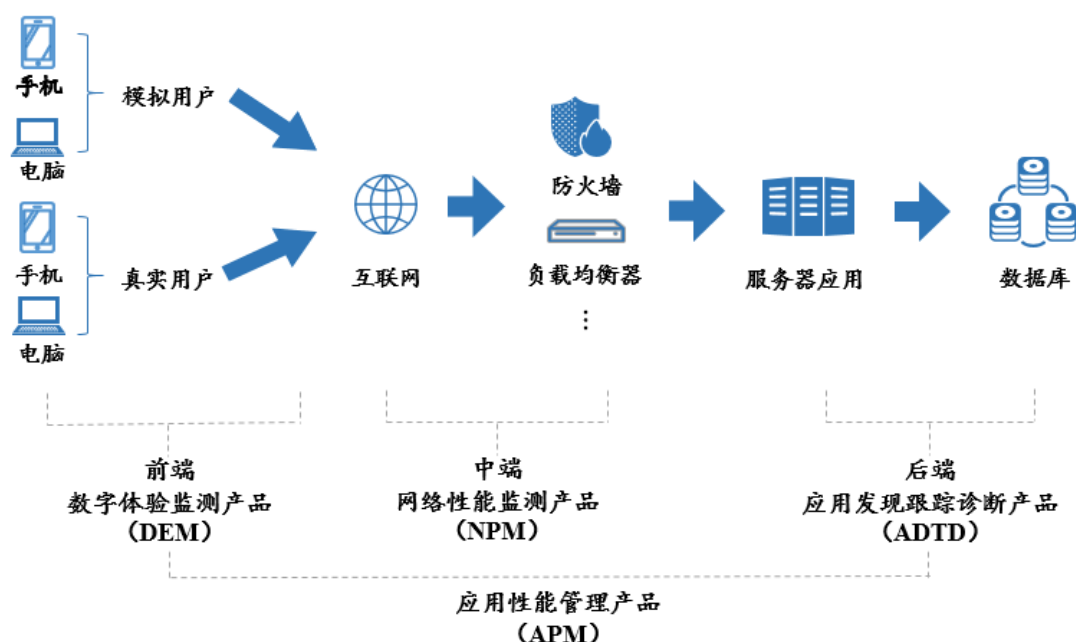 手机
模拟用户
电脑
手机
真实用户
电脑
互联网
防火墙
负载均衡器
⋮
服务器应用
数据库
前端
数字体验监测产品
（DEM）
中端
网络性能监测产品
（NPM）
后端
应用发现跟踪诊断产品
（ADTD）
应用性能管理产品
（APM）